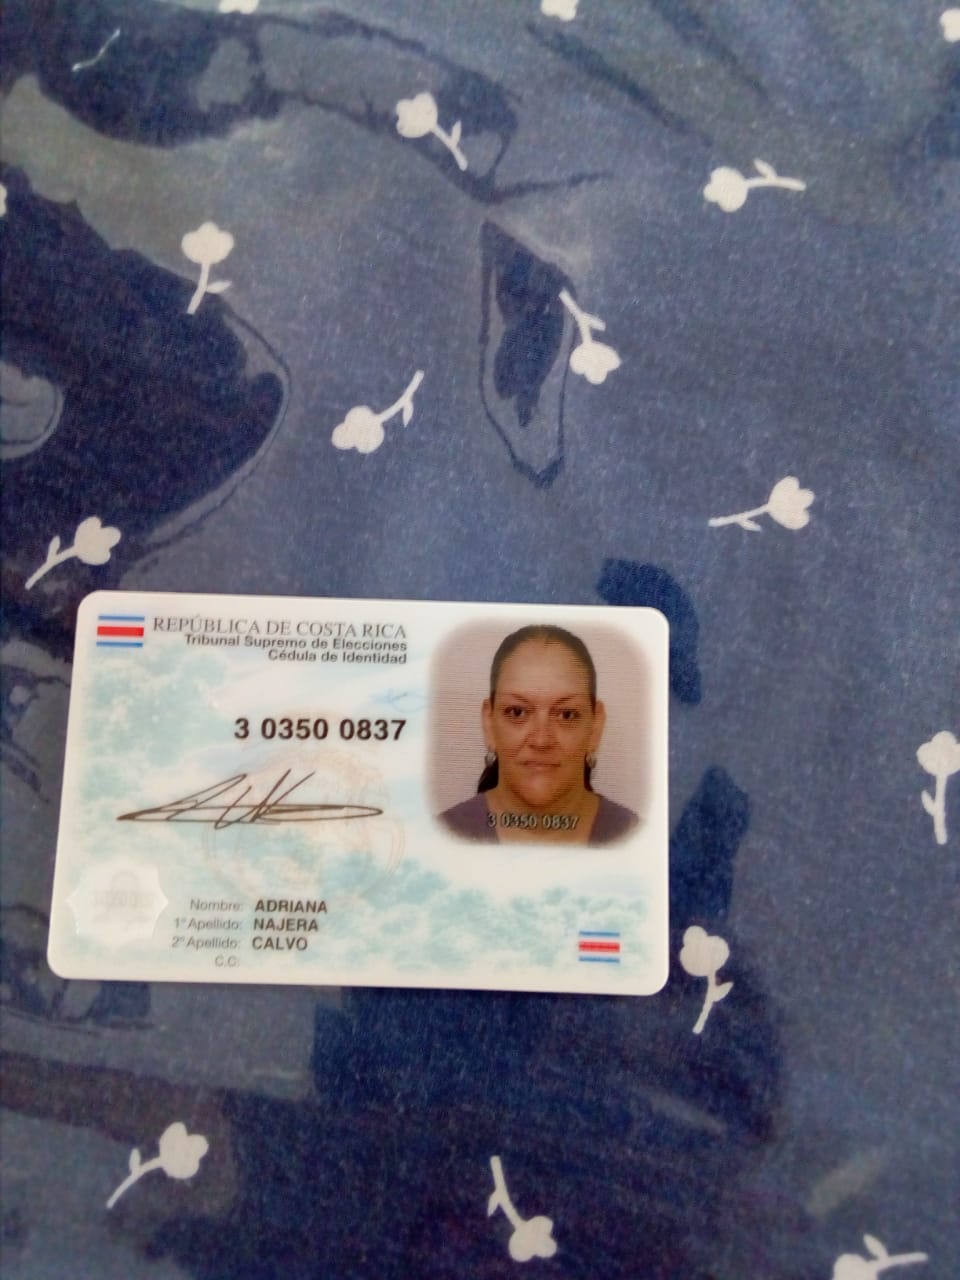 REPÚBLICA DE COSTA RICA
Tribunal Supremo de Elecciones
Cédula de Identidad
3 0350 0837
3 0350 0837
Nombre: ADRIANA
1° Apellido: NAJERA
2° Apellido: CALVO
C.C: